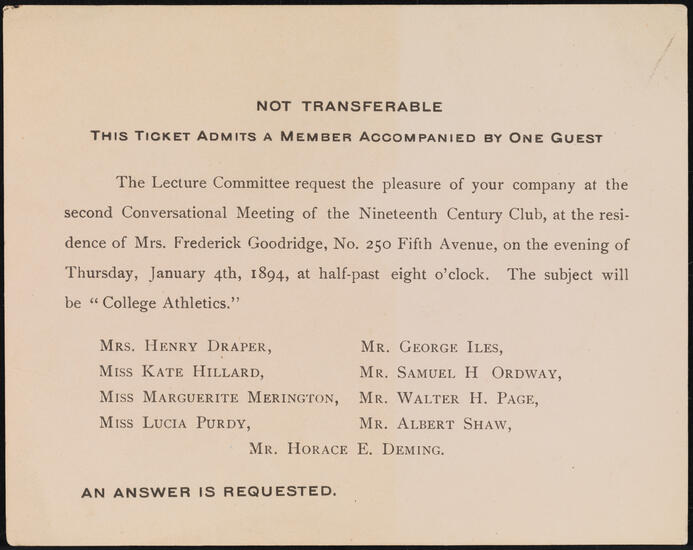 NOT TRANSFERABLE
THIS TICKET ADMITS A MEMBER ACCOMPANIED BY ONE GUEST
The Lecture Committee request the pleasure of your company at the
second Conversational Meeting of the Nineteenth Century Club, at the resi-
dence of Mrs. Frederick Goodridge, No. 250 Fifth Avenue, on the evening of
Thursday, January 4th, 1894, at half-past eight o'clock. The subject will
be "College Athletics."
MRS. HENRY DRAPER, MR. GEORGE ILES,
MISS KATE HILLARD, MR. SAMUEL H ORDWAY,
MISS MARGUERITE MERINGTON, MR. WALTER H. PAGE,
MISS LUCIA PURDY, MR. ALBERT SHAW,
MR. HORACE E. DEMING.
AN ANSWER IS REQUESTED.